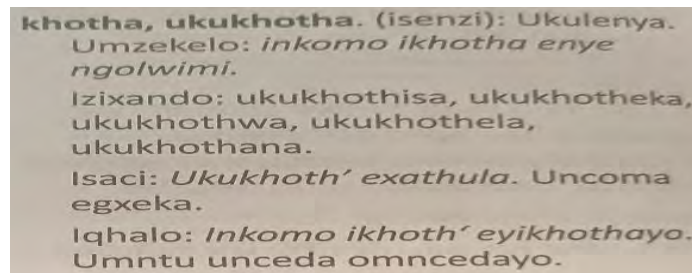 khotha, ukukhotha. (isenzi): Ukulenya.
Umzekelo: inkomo ikhotha enye
ngolwimi.
Izixando: ukukhothisa, ukukhotheka,
ukukhothwa, ukukhothela,
ukukhothana.
Isaci: Ukukhoth' exathula. Uncoma
egxeka.
Iqhalo: Inkomo ikhoth' eyikhothayo.
Umntu unceda omncedayo.